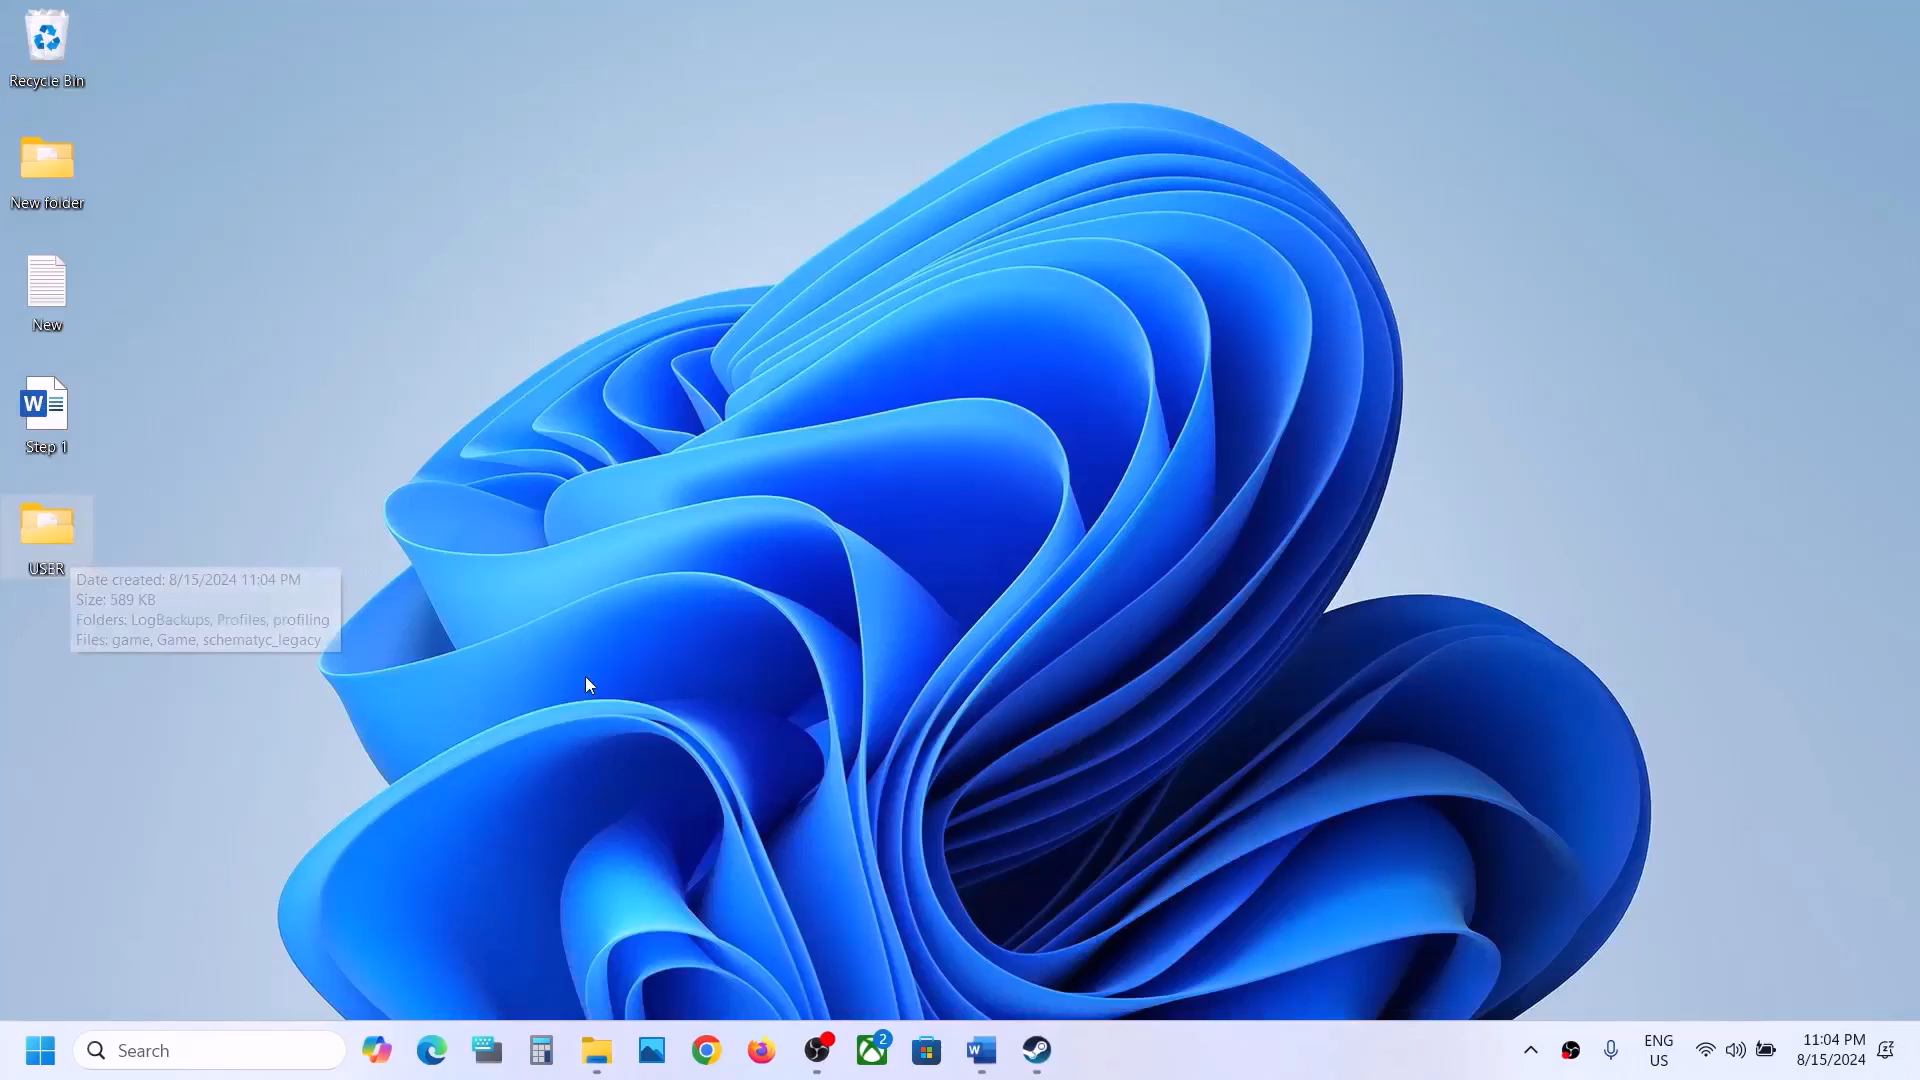 Recycle Bin
New folder
New
W
Step 1
USER
Date created: 8/15/2024 11:04 PM
Size: 589 KB
Folders: LogBackups, Profiles, profiling
Files: game, Game, schematyc_legacy
Search
2
W
ENG
US
11:04 PM
8/15/2024